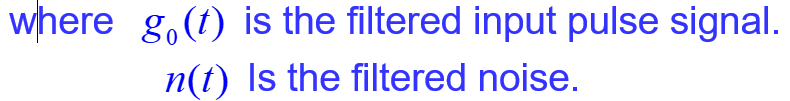 where g₀(t) is the filtered input pulse signal.
n(t) Is the filtered noise.